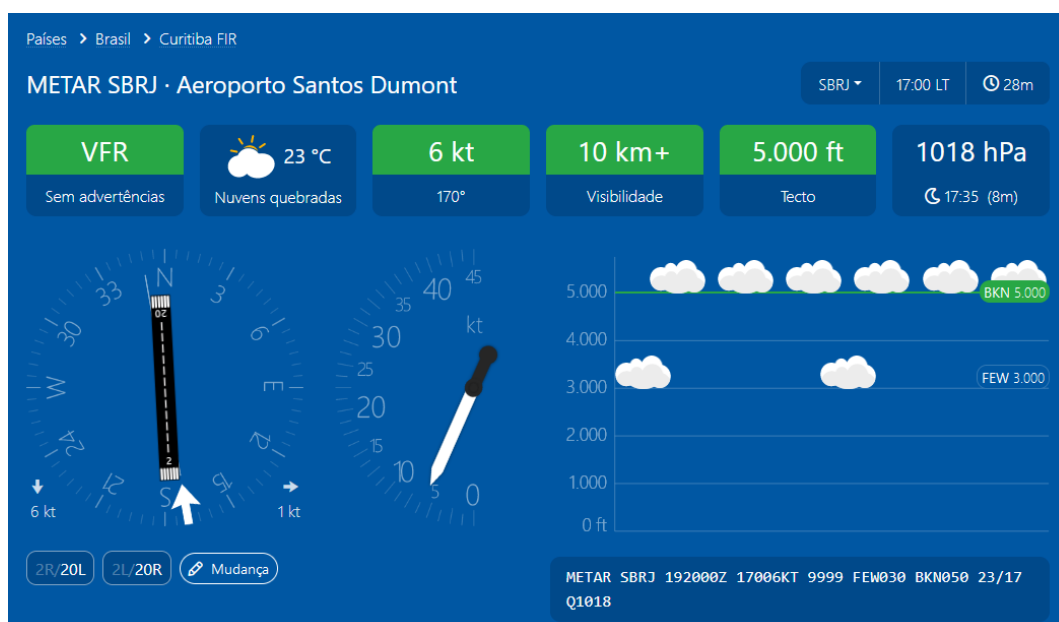 Países > Brasil > Curitiba FIR
METAR SBRJ · Aeroporto Santos Dumont
SBRJ 17:00 LT 28m
VFR
Sem advertências
23 °C
Nuvens quebradas
6 kt
170°
10 km+
Visibilidade
5.000 ft
Tecto
1018 hPa
17:35 (8m)
N
3
6
E
12
15
S
21
24
W
30
33
20
2
6 kt
1 kt
45
40
35
kt
30
25
20
15
10
5
0
5.000
BKN 5.000
4.000
3.000
FEW 3.000
2.000
1.000
0 ft
2R/20L
2L/20R
Mudança
METAR SBRJ 192000Z 17006KT 9999 FEW030 BKN050 23/17
Q1018